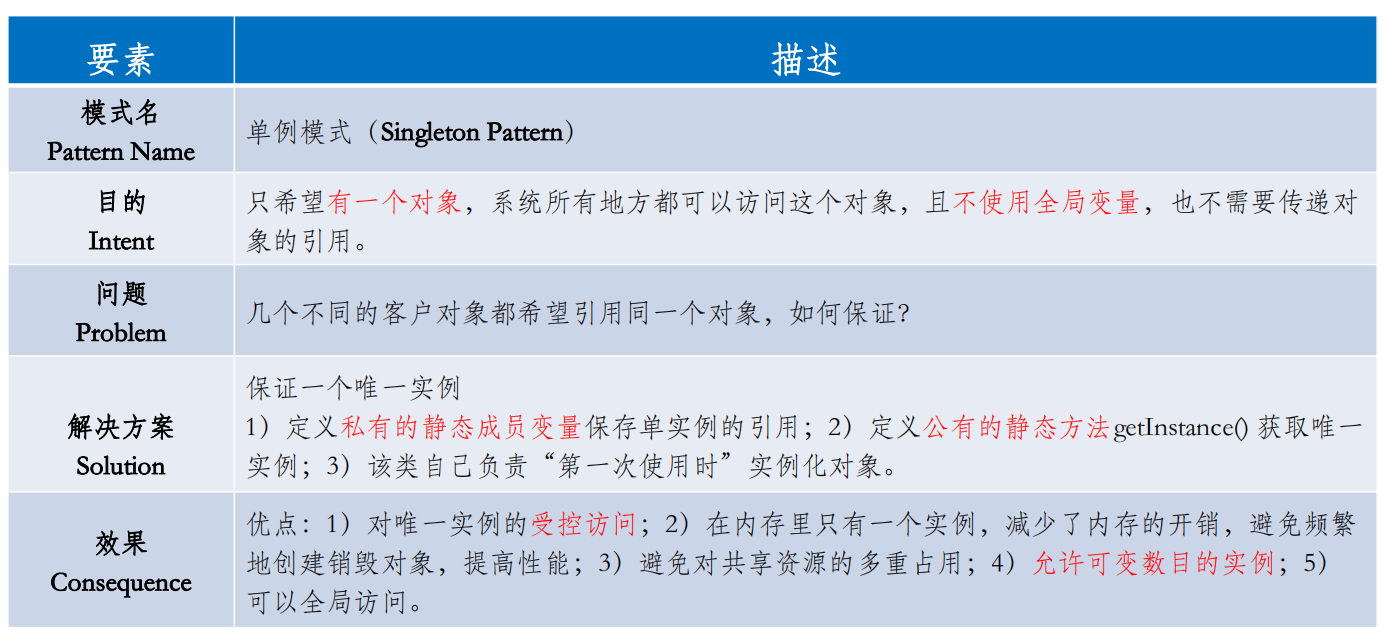 要素
描述
模式名
Pattern Name
单例模式（Singleton Pattern）
目的
Intent
只希望有一个对象，系统所有地方都可以访问这个对象，且不使用全局变量，也不需要传递对
象的引用。
问题
Problem
几个不同的客户对象都希望引用同一个对象，如何保证？
解决方案
Solution
保证一个唯一实例
1）定义私有的静态成员变量保存单实例的引用；2）定义公有的静态方法getInstance() 获取唯一
实例；3）该类自己负责“第一次使用时”实例化对象。
效果
Consequence
优点：1）对唯一实例的受控访问；2）在内存里只有一个实例，减少了内存的开销，避免频繁
地创建销毁对象，提高性能；3）避免对共享资源的多重占用；4）允许可变数目的实例；5）
可以全局访问。